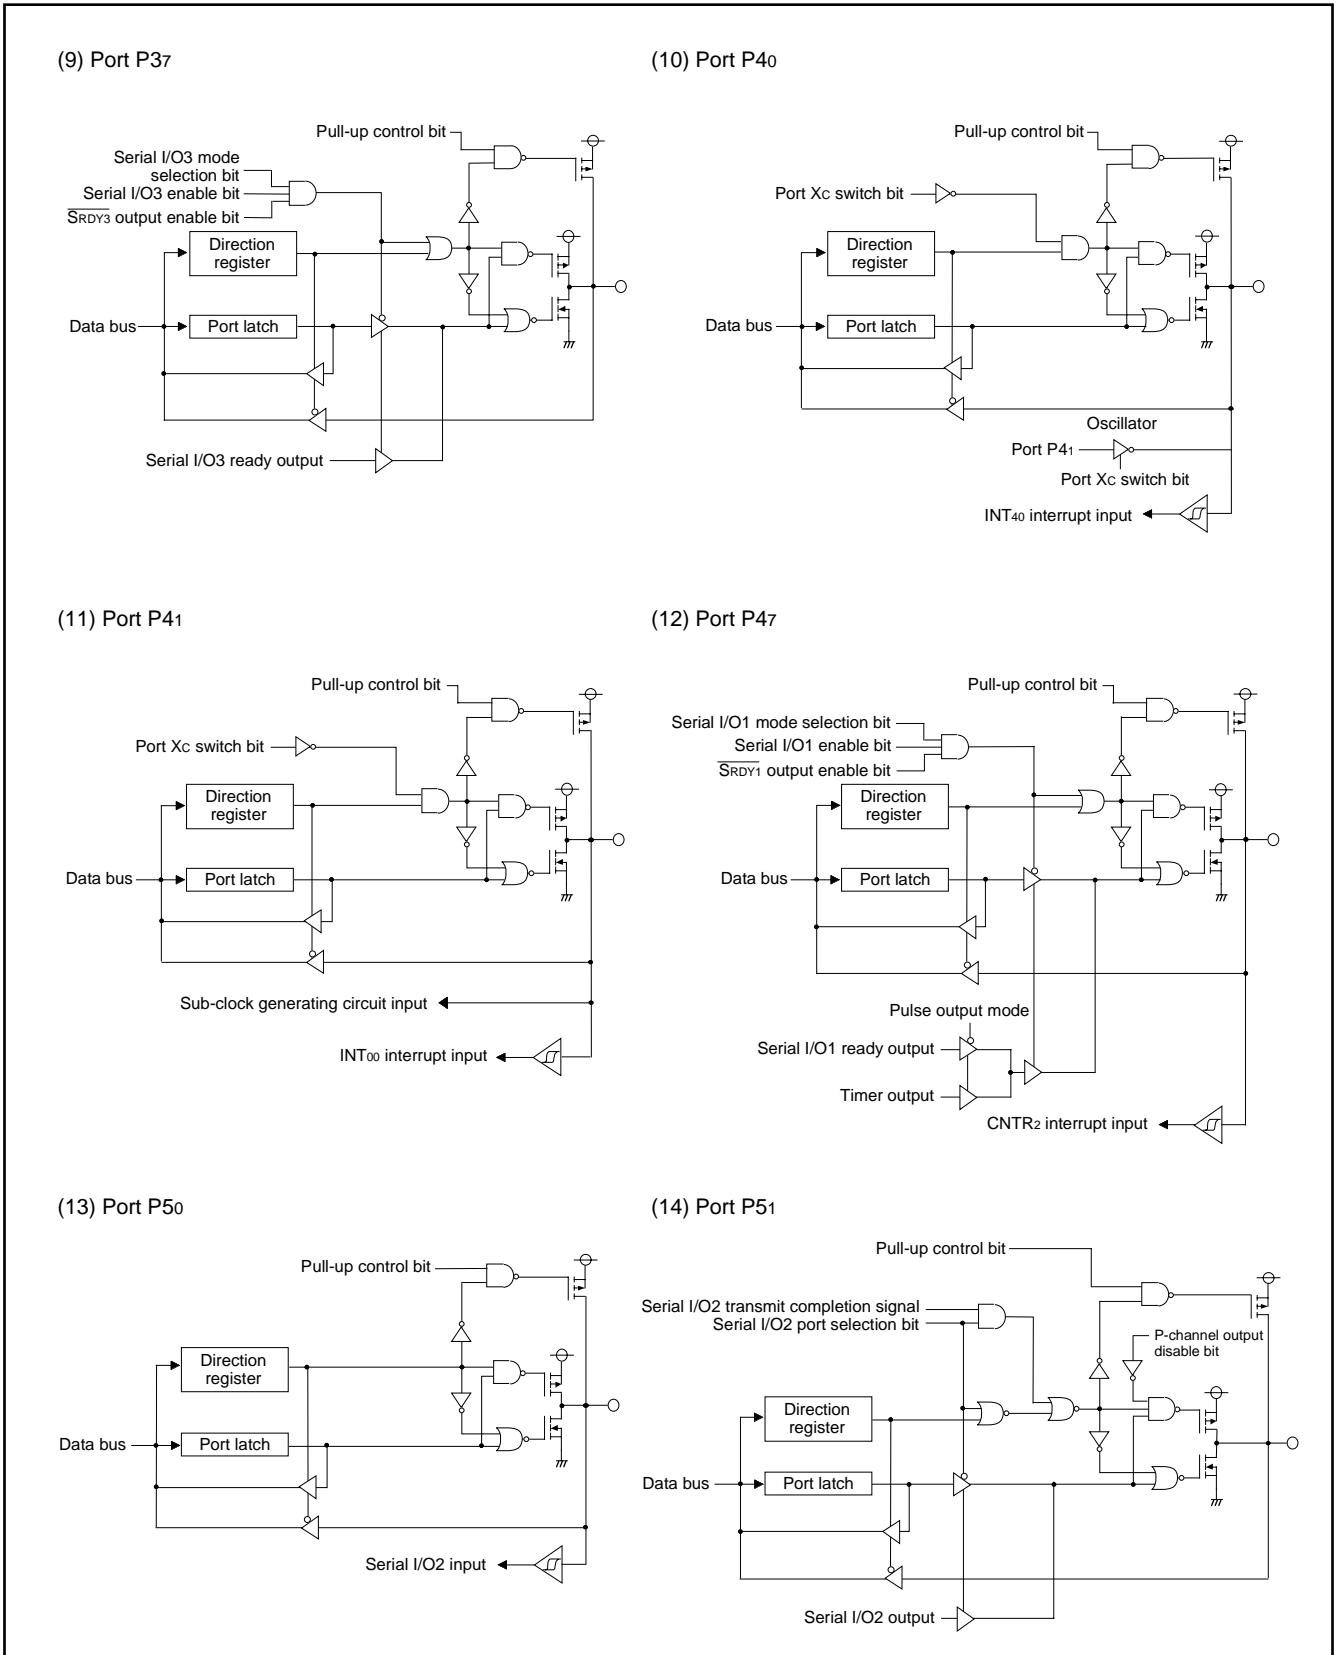 (9) Port P37
Pull-up control bit
Serial I/O3 mode
selection bit
Serial I/O3 enable bit
SRDY3 output enable bit
Direction
register
Data bus
Port latch
Serial I/O3 ready output
(10) Port P40
Pull-up control bit
Port XC switch bit
Direction
register
Data bus
Port latch
Oscillator
Port P41
Port XC switch bit
INT40 interrupt input
(11) Port P41
Pull-up control bit
Port XC switch bit
Direction
register
Data bus
Port latch
Sub-clock generating circuit input
INT00 interrupt input
(12) Port P47
Pull-up control bit
Serial I/O1 mode selection bit
Serial I/O1 enable bit
SRDY1 output enable bit
Direction
register
Data bus
Port latch
Pulse output mode
Serial I/O1 ready output
Timer output
CNTR2 interrupt input
(13) Port P50
Pull-up control bit
Direction
register
Data bus
Port latch
Serial I/O2 input
(14) Port P51
Pull-up control bit
Serial I/O2 transmit completion signal
Serial I/O2 port selection bit
P-channel output
disable bit
Direction
register
Data bus
Port latch
Serial I/O2 output